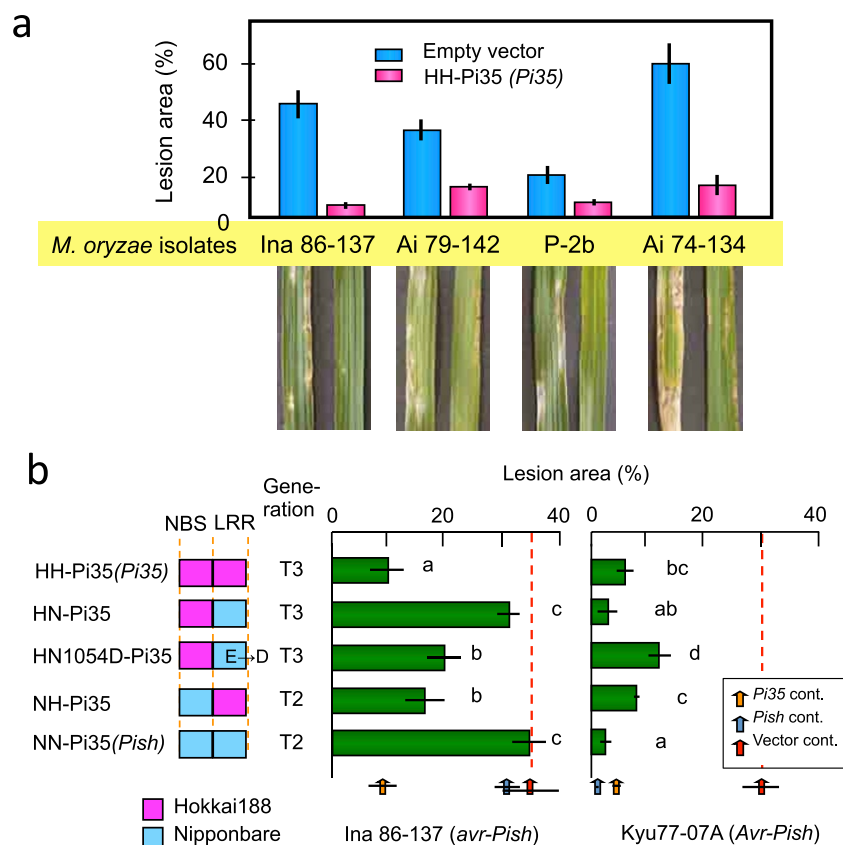 a
Lesion area (%)
60
40
20
0
Empty vector
HH-Pi35 (Pi35)
M. oryzae isolates Ina 86-137 Ai 79-142 P-2b Ai 74-134
b
Lesion area (%)
Gene-
ration
NBS LRR
0 20 40 0 10 20 30 40
HH-Pi35(Pi35) T3 a bc
HN-Pi35 T3 c ab
HN1054D-Pi35 E→D T3 b d
NH-Pi35 T2 b c
NN-Pi35(Pish) T2 c a
Pi35 cont.
Pish cont.
Vector cont.
Hokkai188
Nipponbare
Ina 86-137 (avr-Pish) Kyu77-07A (Avr-Pish)